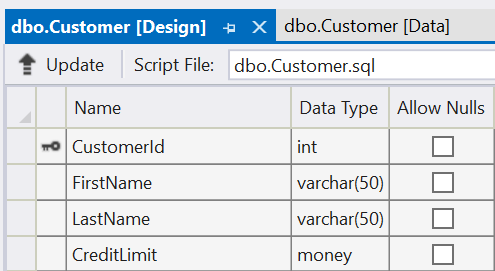 dbo.Customer [Design] dbo.Customer [Data]
Update Script File: dbo.Customer.sql
Name Data Type Allow Nulls
CustomerId int
FirstName varchar(50)
LastName varchar(50)
CreditLimit money